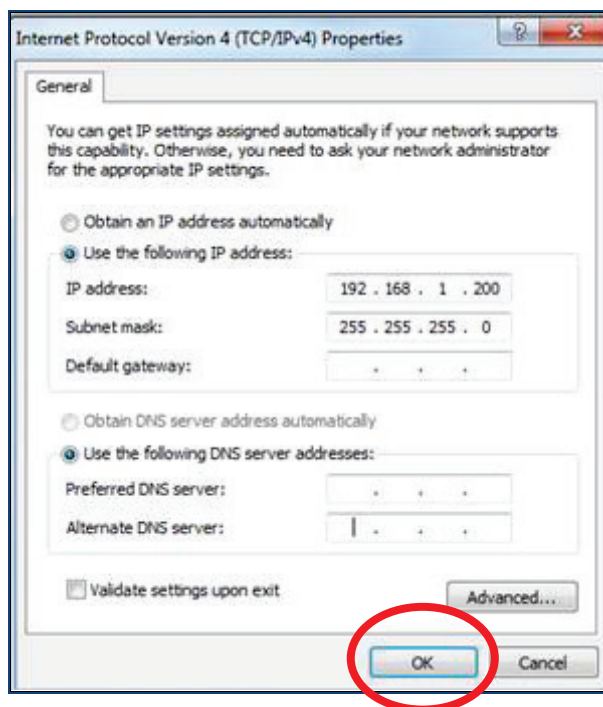 Internet Protocol Version 4 (TCP/IPv4) Properties
General
You can get IP settings assigned automatically if your network supports
this capability. Otherwise, you need to ask your network administrator
for the appropriate IP settings.
Obtain an IP address automatically
Use the following IP address:
IP address: 192 . 168 . 1 . 200
Subnet mask: 255 . 255 . 255 . 0
Default gateway: . . .
Obtain DNS server address automatically
Use the following DNS server addresses:
Preferred DNS server: . . .
Alternate DNS server: . . .
Validate settings upon exit
Advanced...
OK Cancel